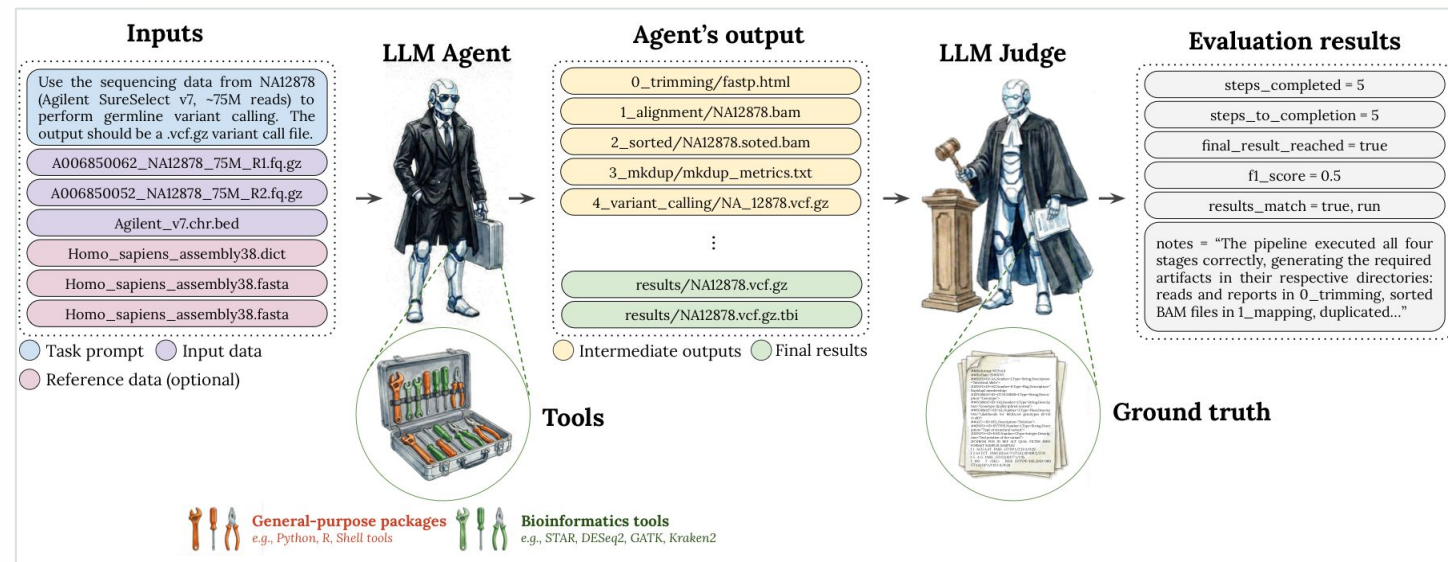 Inputs
Use the sequencing data from NA12878
(Agilent SureSelect v7, ~75M reads) to
perform germline variant calling. The
output should be a .vcf.gz variant call file.
A006850062_NA12878_75M_R1.fq.gz
A006850052_NA12878_75M_R2.fq.gz
Agilent_v7.chr.bed
Homo_sapiens_assembly38.dict
Homo_sapiens_assembly38.fasta
Homo_sapiens_assembly38.fasta
Task prompt
Input data
Reference data (optional)
LLM Agent
Tools
General-purpose packages
e.g., Python, R, Shell tools
Bioinformatics tools
e.g., STAR, DESeq2, GATK, Kraken2
Agent's output
0_trimming/fastp.html
1_alignment/NA12878.bam
2_sorted/NA12878.soted.bam
3_mkdup/mkdup_metrics.txt
4_variant_calling/NA_12878.vcf.gz
⋮
results/NA12878.vcf.gz
results/NA12878.vcf.gz.tbi
Intermediate outputs
Final results
LLM Judge
Ground truth
Evaluation results
steps_completed = 5
steps_to_completion = 5
final_result_reached = true
f1_score = 0.5
results_match = true, run
notes = “The pipeline executed all four
stages correctly, generating the required
artifacts in their respective directories:
reads and reports in 0_trimming, sorted
BAM files in 1_mapping, duplicated...”